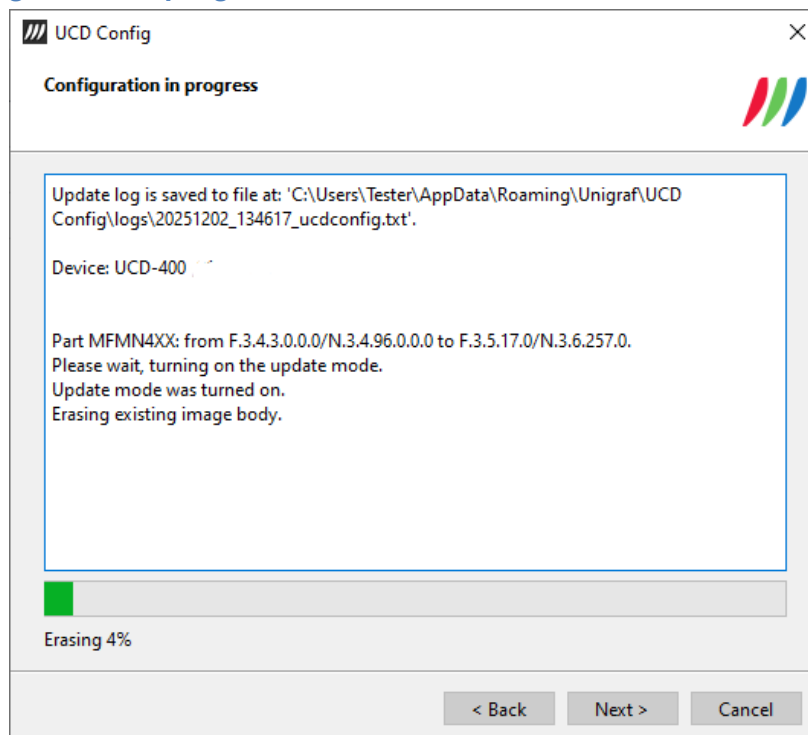 UCD Config
Configuration in progress
Update log is saved to file at: 'C:\Users\Tester\AppData\Roaming\Unigraf\UCD
Config\logs\20251202_134617_ucdconfig.txt'.
Device: UCD-400
Part MFMN4XX: from F.3.4.3.0.0.0/N.3.4.96.0.0.0 to F.3.5.17.0/N.3.6.257.0.
Please wait, turning on the update mode.
Update mode was turned on.
Erasing existing image body.
Erasing 4%
< Back
Next >
Cancel